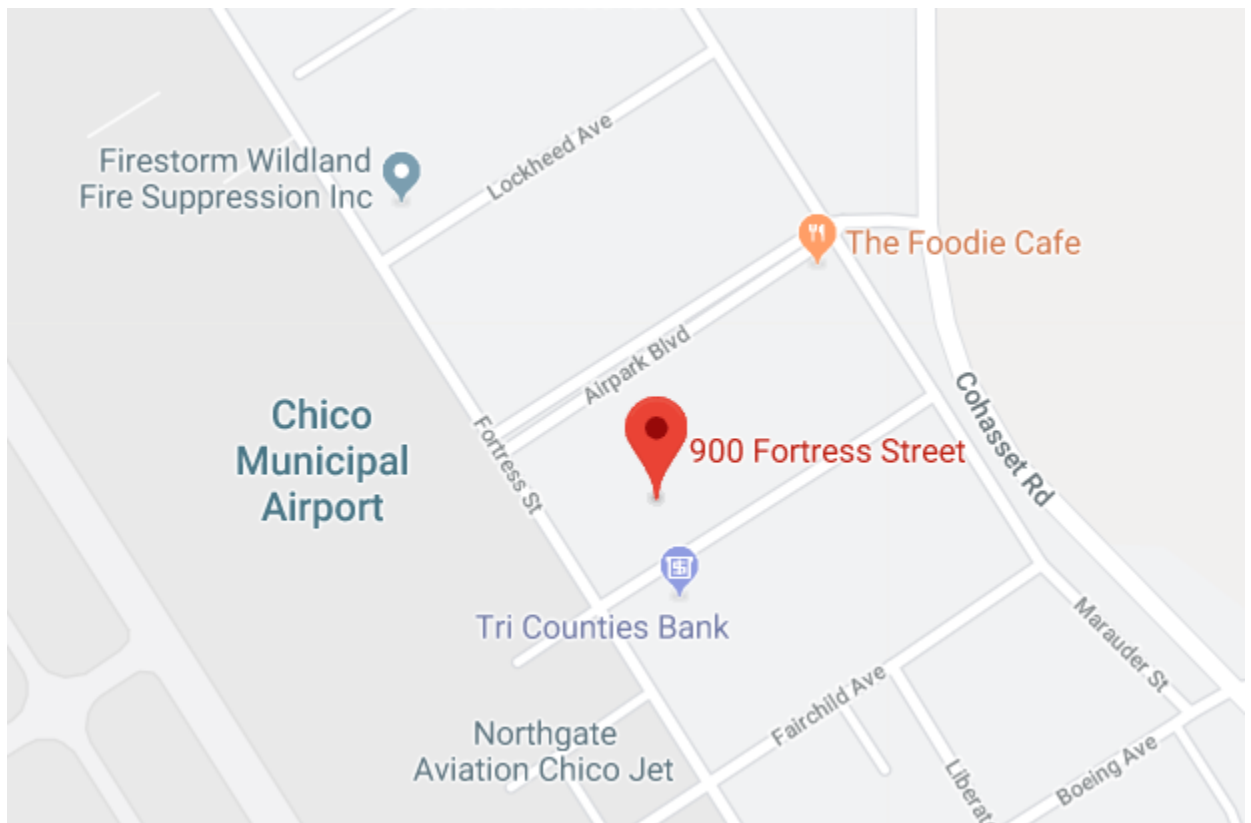 Lockheed Ave
Firestorm Wildland
Fire Suppression Inc
The Foodie Cafe
Airpark Blvd
Chico
Municipal
Airport
Fortress St
900 Fortress Street
Cohasset Rd
Tri Counties Bank
Marauder St
Fairchild Ave
Northgate
Aviation Chico Jet
Boeing Ave
Liberat